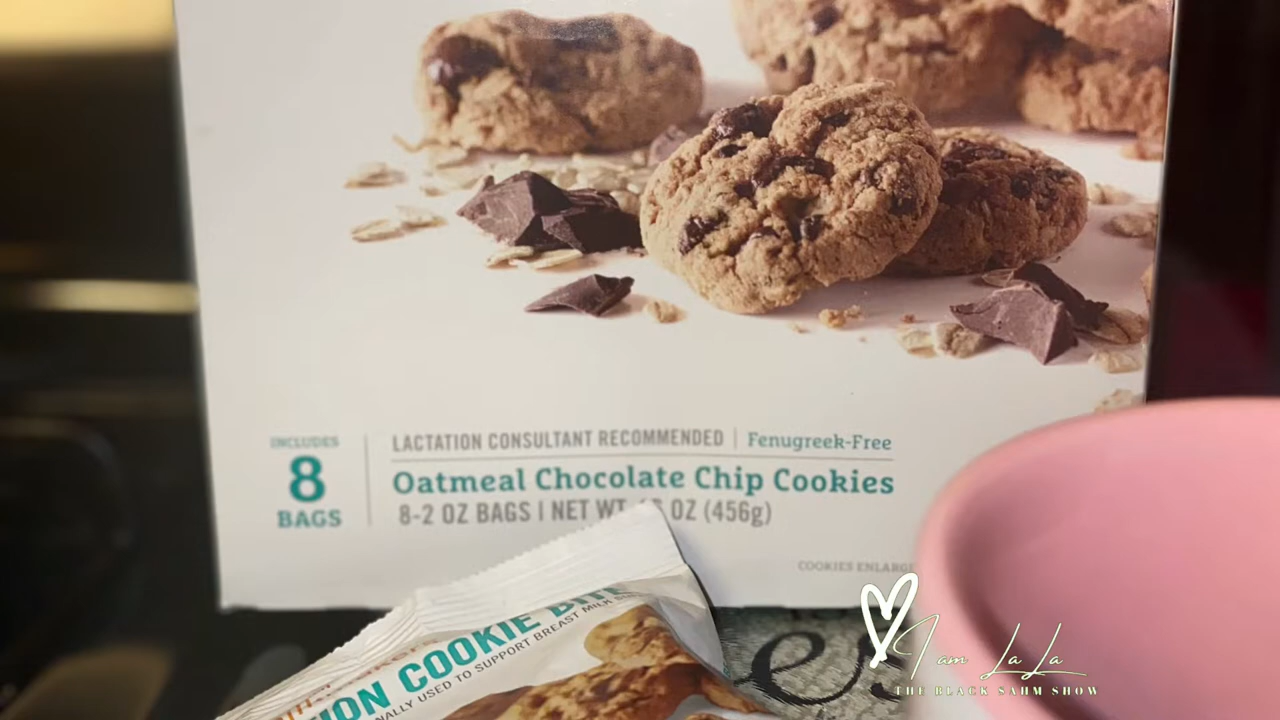 INCLUDES
8
BAGS
LACTATION CONSULTANT RECOMMENDED | Fenugreek-Free
Oatmeal Chocolate Chip Cookies
8-2 OZ BAGS | NET WT OZ (456g)
COOKIES ENLARGE
ION COOKIE BITE
NALLY USED TO SUPPORT BREAST MILK
es
I am LaLa
THE BLACK SAHM SHOW